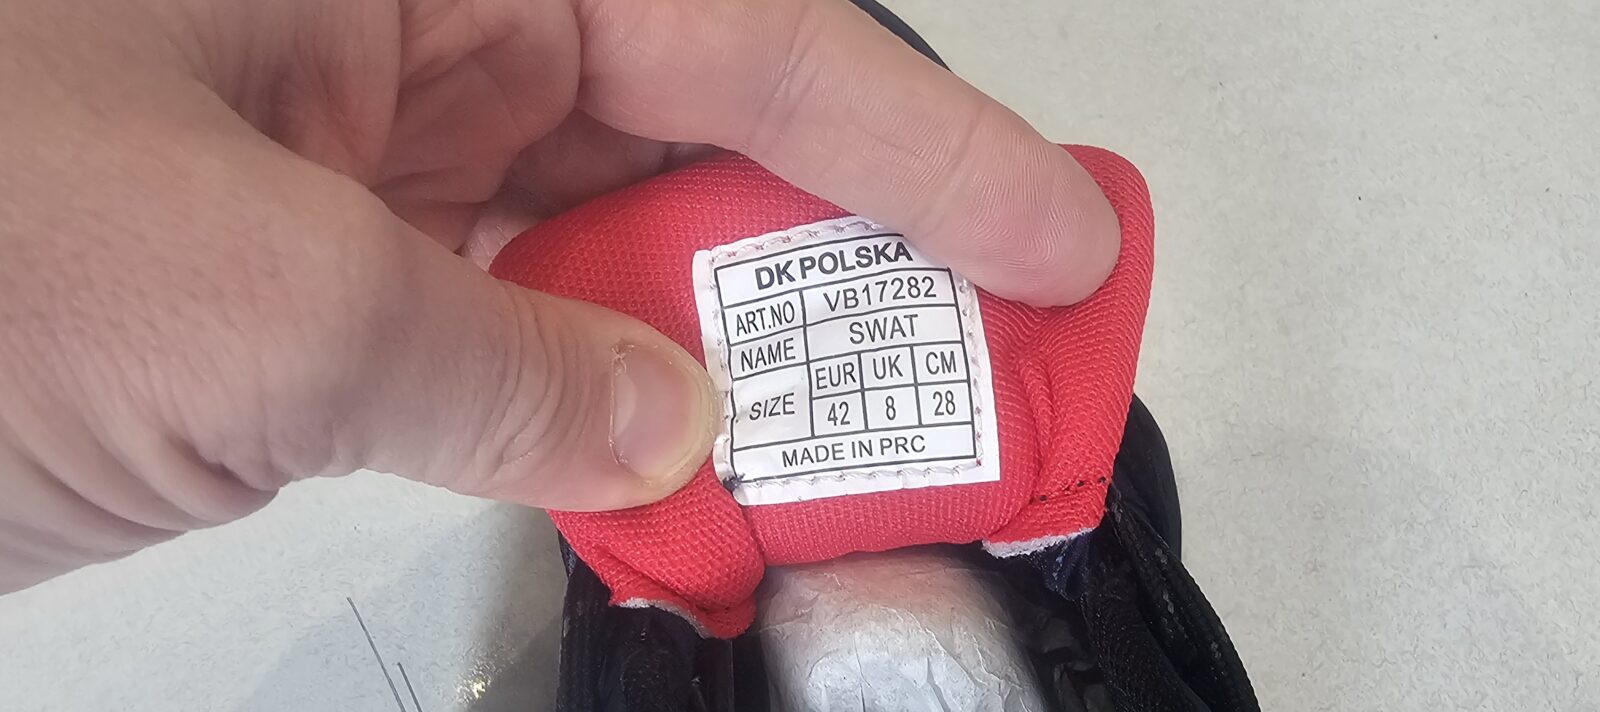 DK POLSKA
ART.NO VB17282
NAME SWAT
EUR UK CM
SIZE 42 8 28
MADE IN PRC